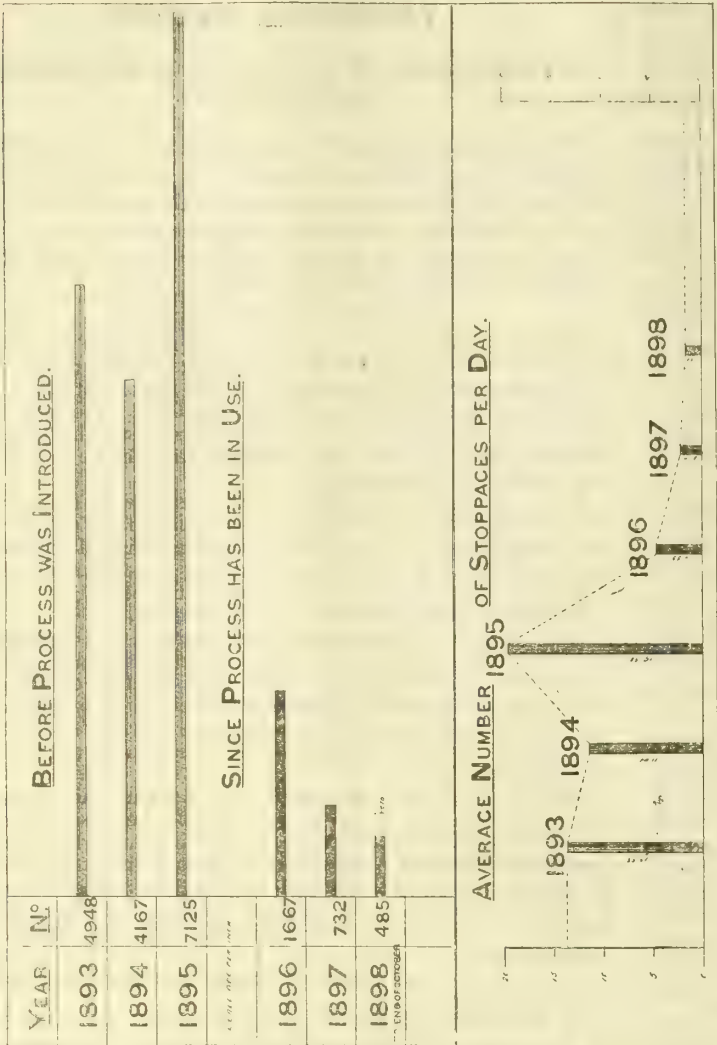 YEAR Nº
BEFORE PROCESS WAS INTRODUCED.
1893 4948
1894 4167
1895 7125
SINCE PROCESS HAS BEEN IN USE.
1896 1667
1897 732
1898 485
END OF OCTOBER
AVERAGE NUMBER OF STOPPAGES PER DAY.
1893
1894
1895
1896
1897
1898
5